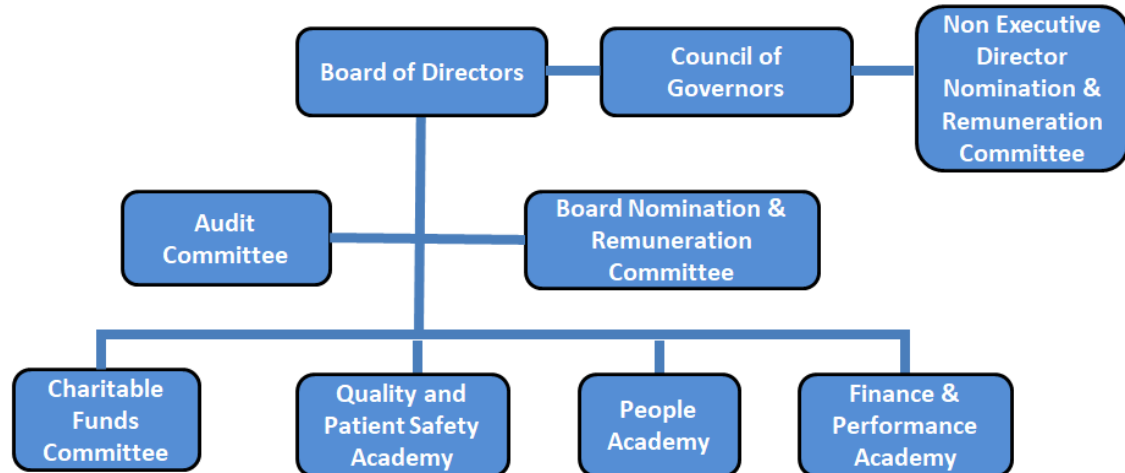 Board of Directors
Council of
Governors
Non Executive
Director
Nomination &
Remuneration
Committee
Audit
Committee
Board Nomination &
Remuneration
Committee
Charitable
Funds
Committee
Quality and
Patient Safety
Academy
People
Academy
Finance &
Performance
Academy